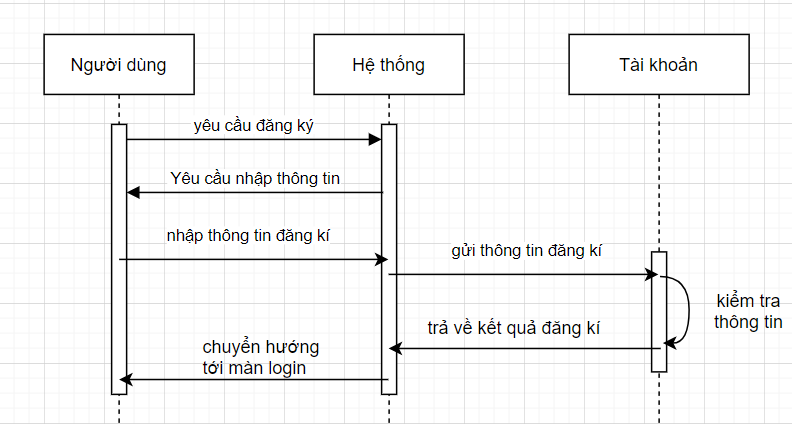 Người dùng
Hệ thống
Tài khoản
yêu cầu đăng ký
Yêu cầu nhập thông tin
nhập thông tin đăng kí
gửi thông tin đăng kí
kiểm tra
thông tin
trả về kết quả đăng kí
chuyển hướng
tới màn login